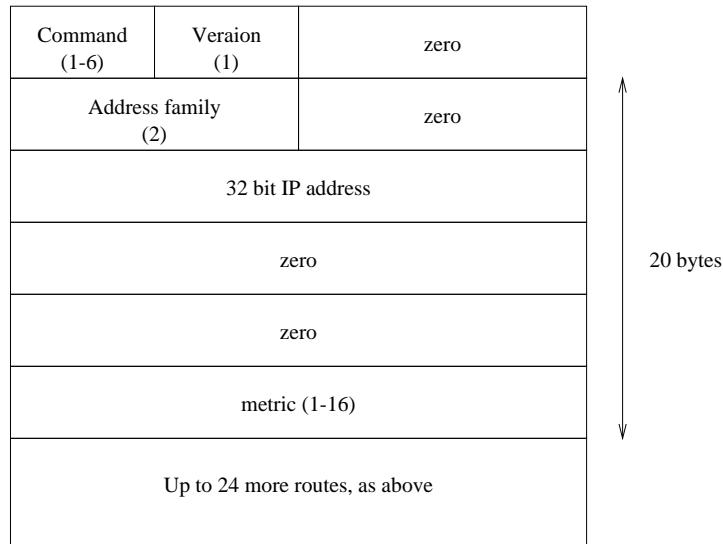 Command
(1-6)
Veraion
(1)
zero
Address family
(2)
zero
32 bit IP address
zero
20 bytes
zero
metric (1-16)
Up to 24 more routes, as above